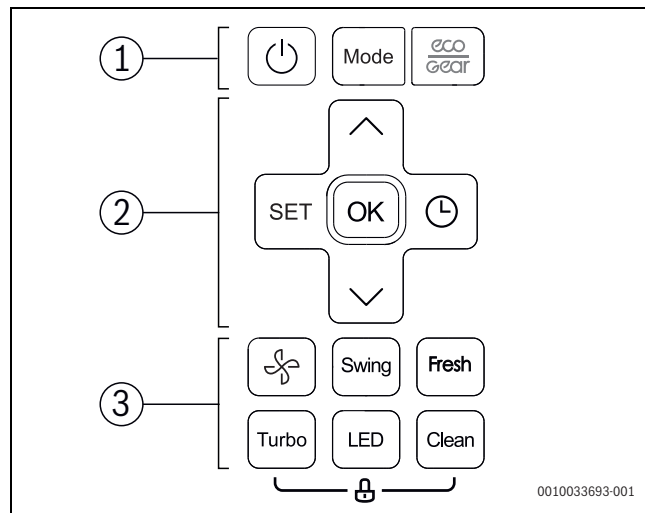 1
Mode
eco
Gear
2
SET
OK
3
Swing
Fresh
Turbo
LED
Clean
0010033693-001